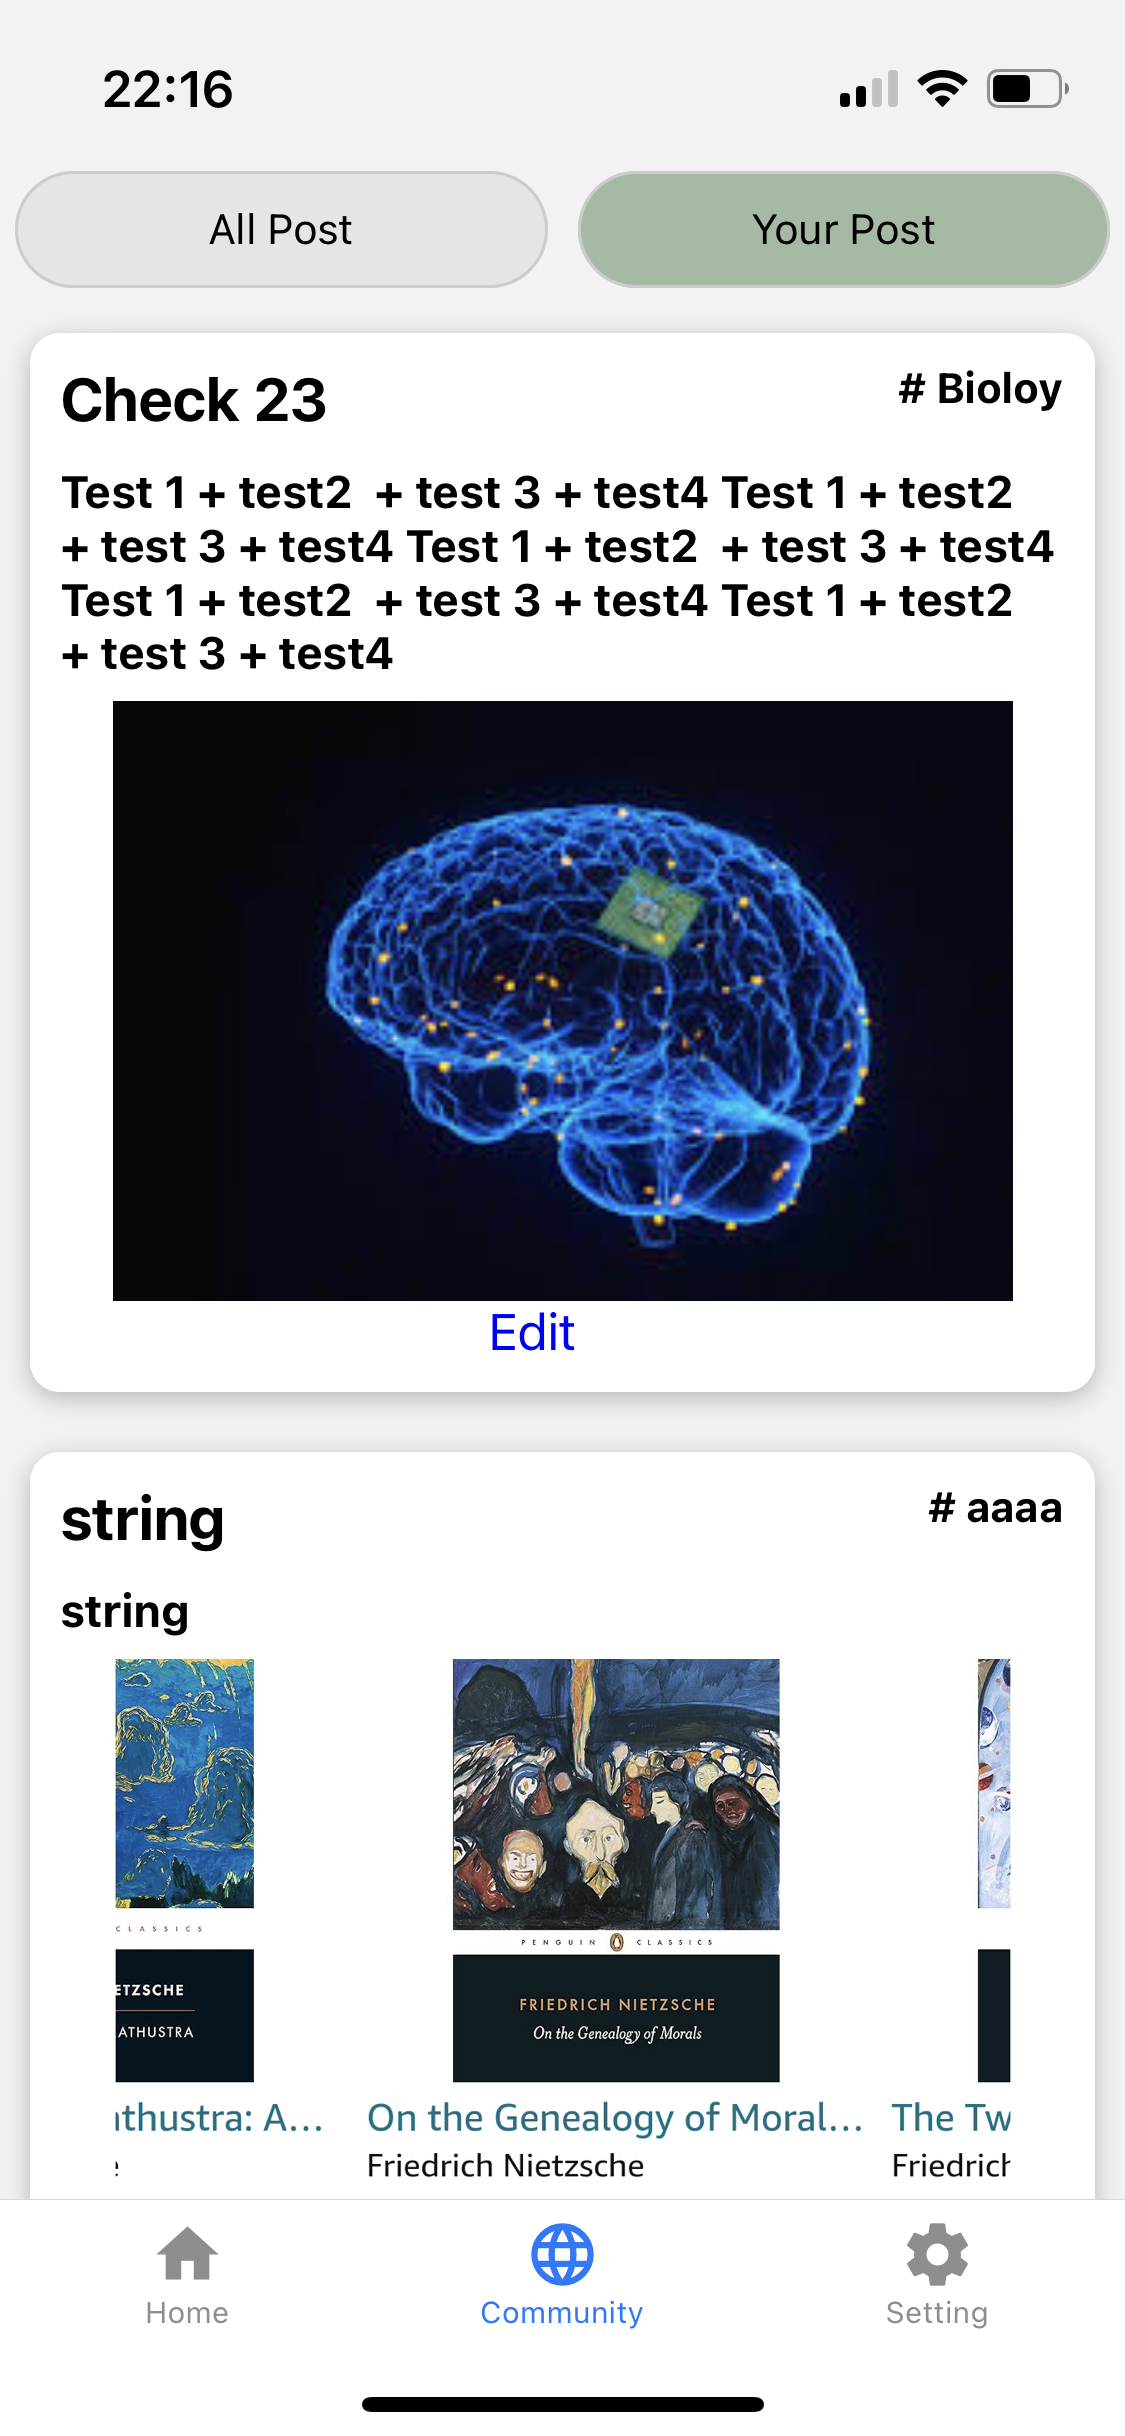 22:16
All Post
Your Post
Check 23
# Bioloy
Test 1 + test2  + test 3 + test4 Test 1 + test2
+ test 3 + test4 Test 1 + test2  + test 3 + test4
Test 1 + test2  + test 3 + test4 Test 1 + test2
+ test 3 + test4
Edit
string
# aaaa
string
CLASSICS
ETZSCHE
ATHUSTRA
PENGUIN CLASSICS
FRIEDRICH NIETZSCHE
On the Genealogy of Morals
thustra: A...
On the Genealogy of Moral...
Friedrich Nietzsche
The Tw
Friedrich
Home
Community
Setting